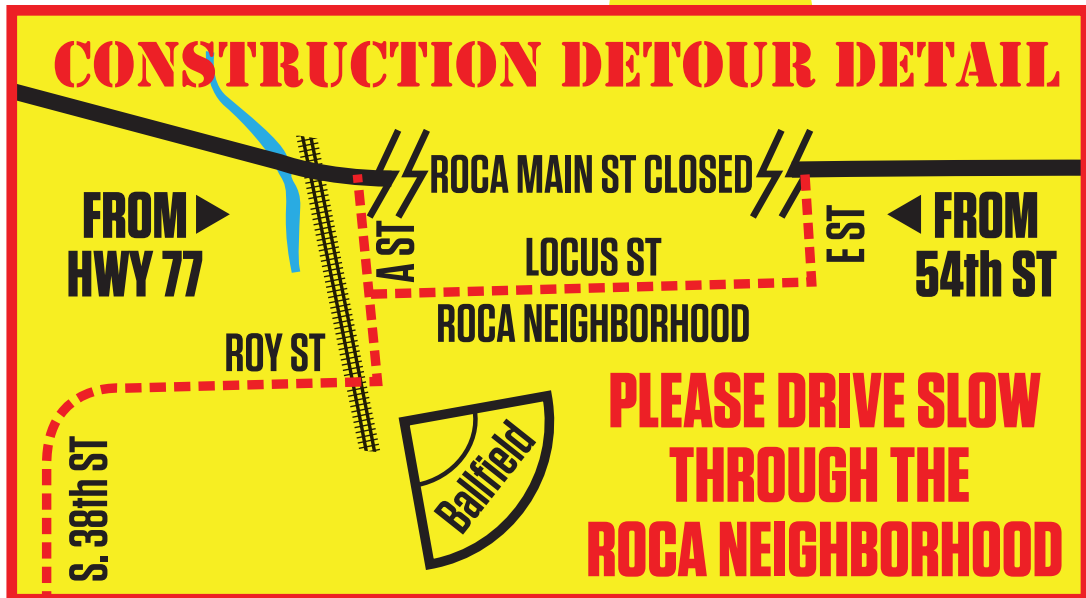 CONSTRUCTION DETOUR DETAIL
ROCA MAIN ST CLOSED
FROM
HWY 77
A ST
LOCUS ST
E ST
FROM
54th ST
ROCA NEIGHBORHOOD
ROY ST
S. 38th ST
Ballfield
PLEASE DRIVE SLOW
THROUGH THE
ROCA NEIGHBORHOOD